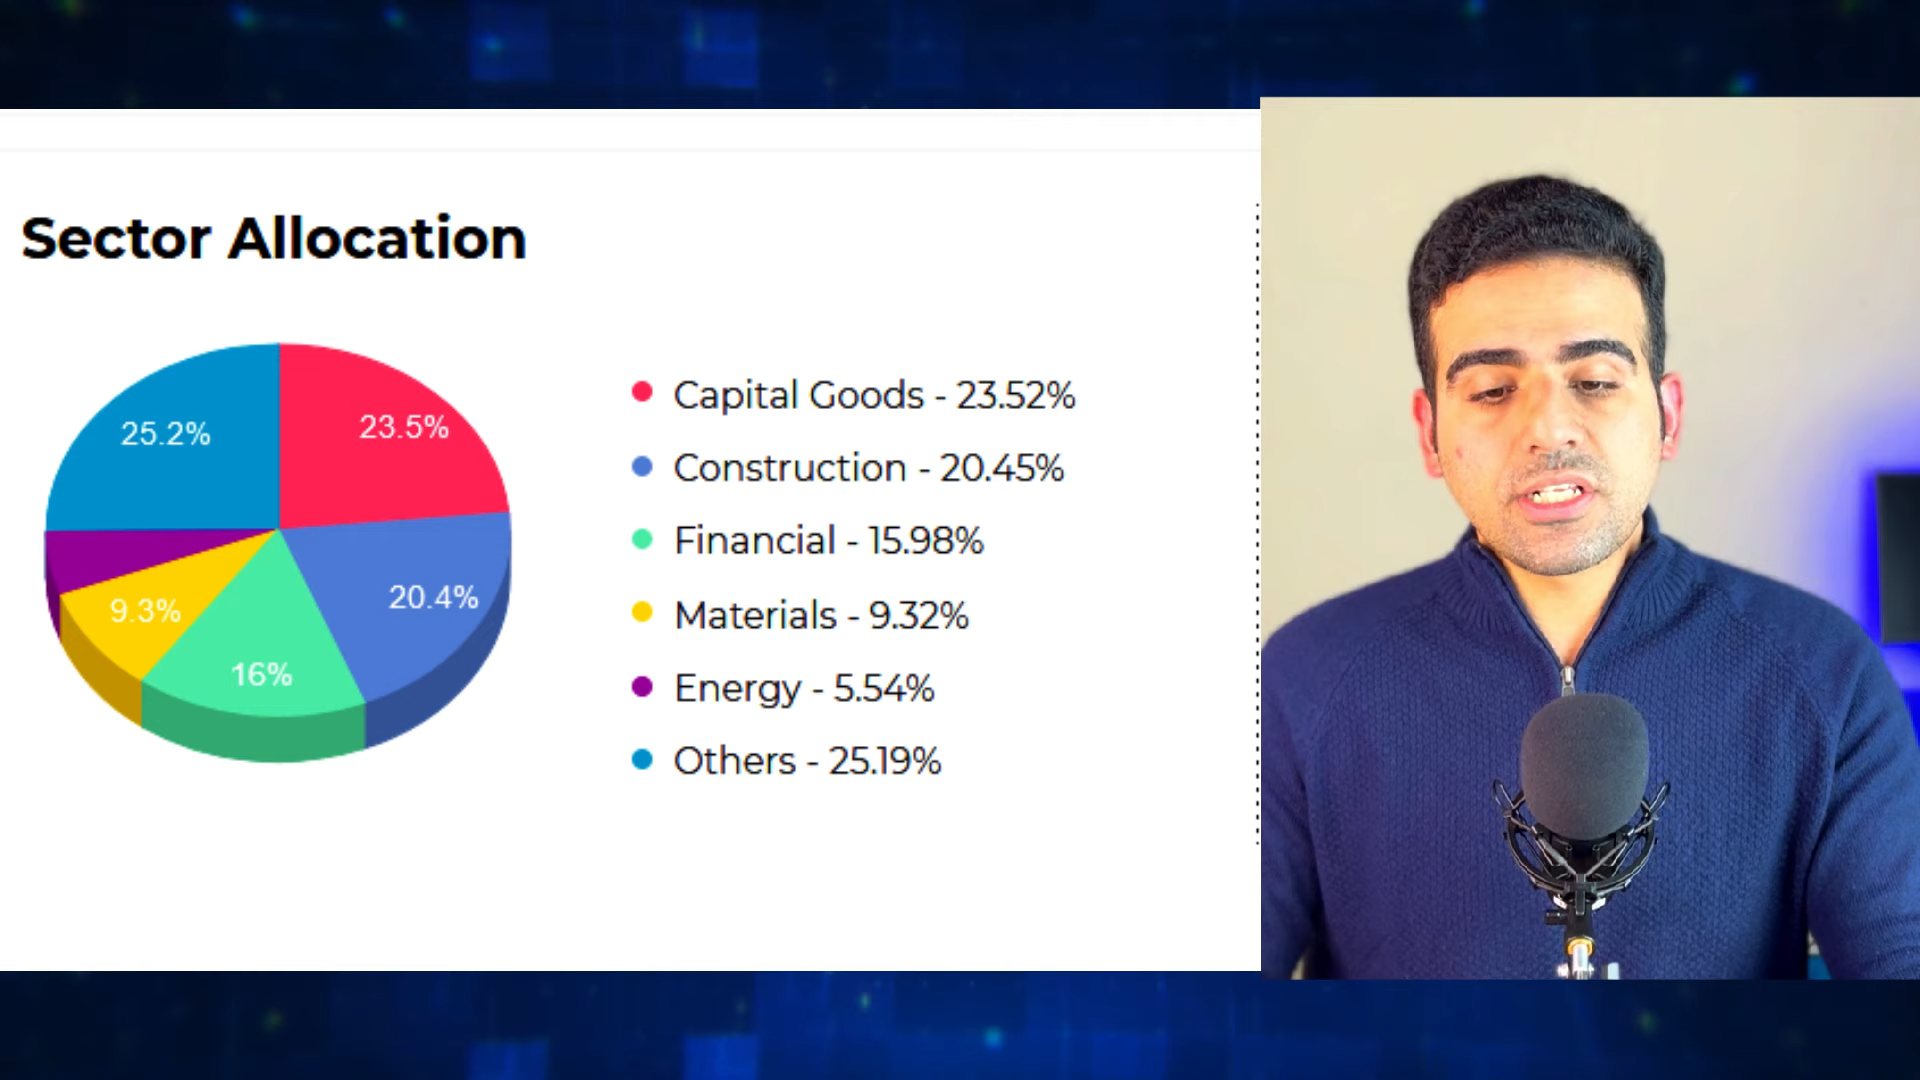 Sector Allocation
25.2%
23.5%
20.4%
9.3%
16%
Capital Goods - 23.52%
Construction - 20.45%
Financial - 15.98%
Materials - 9.32%
Energy - 5.54%
Others - 25.19%